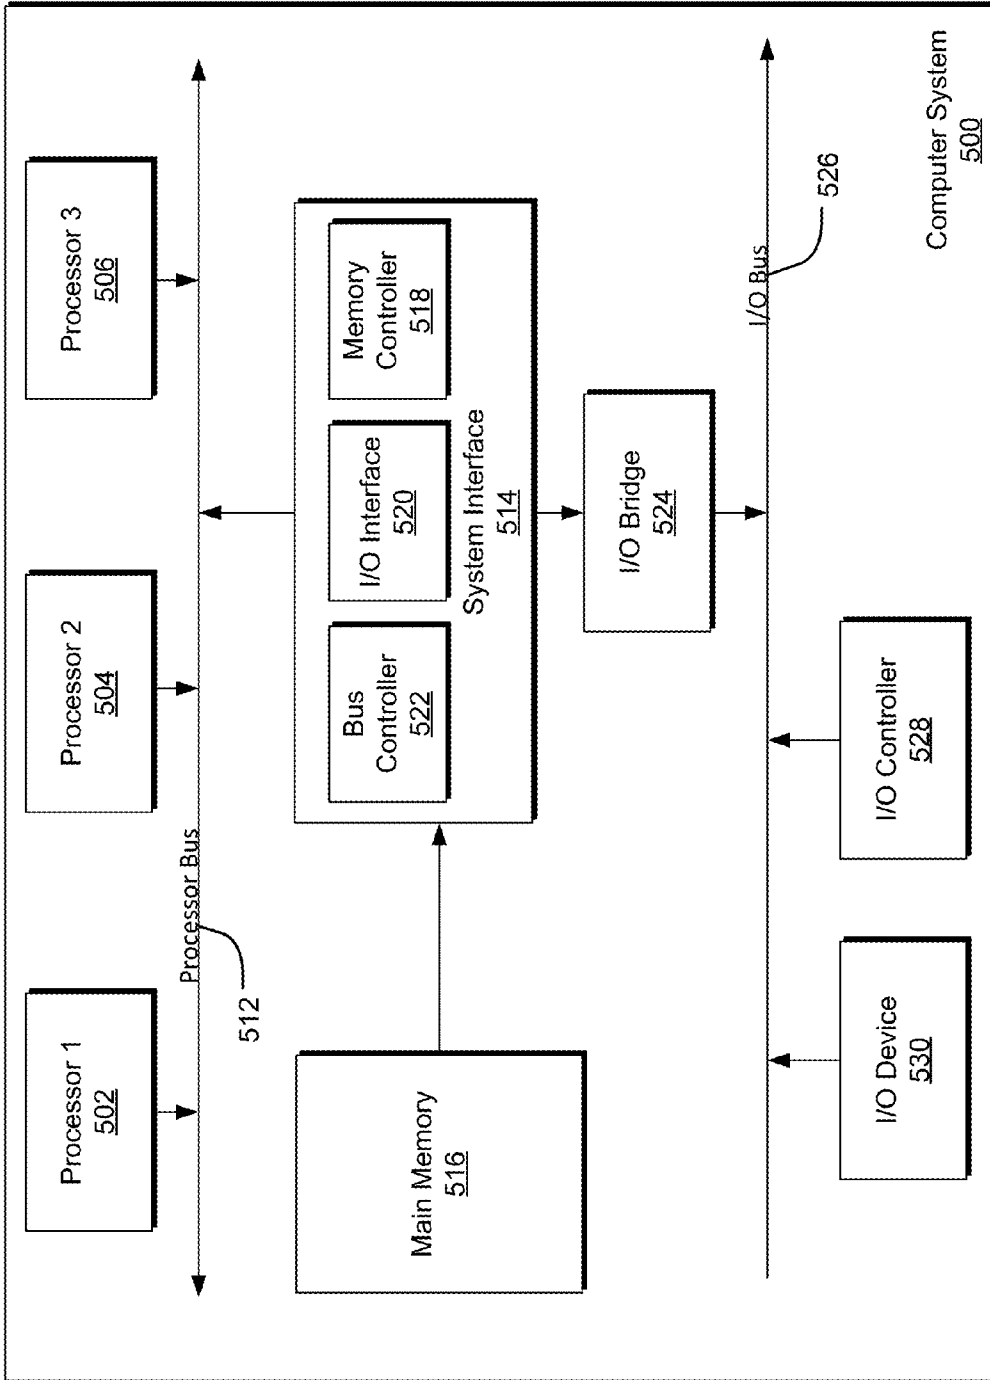 Processor 1
502
Processor 2
504
Processor 3
506
Processor Bus
512
Main Memory
516
Bus
Controller
522
I/O Interface
520
Memory
Controller
518
System Interface
514
I/O Bridge
524
I/O Bus
526
I/O Device
530
I/O Controller
528
Computer System
500